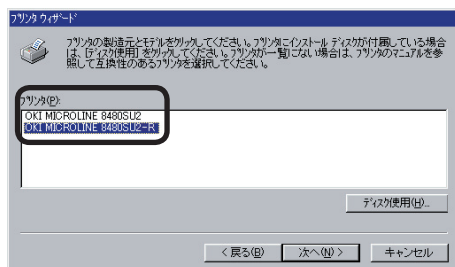 プリンタ ウィザード
プリンタの製造元とモデルをクリックしてください。プリンタにインストール ディスクが付属している場合
は、[ディスク使用] をクリックしてください。プリンタが一覧にない場合は、プリンタのマニュアルを参
照して互換性のあるプリンタを選択してください。
プリンタ(P):
OKI MICROLINE 8480SU2
OKI MICROLINE 8480SU2-R
ディスク使用(H)...
< 戻る(B)
次へ(N) >
キャンセル